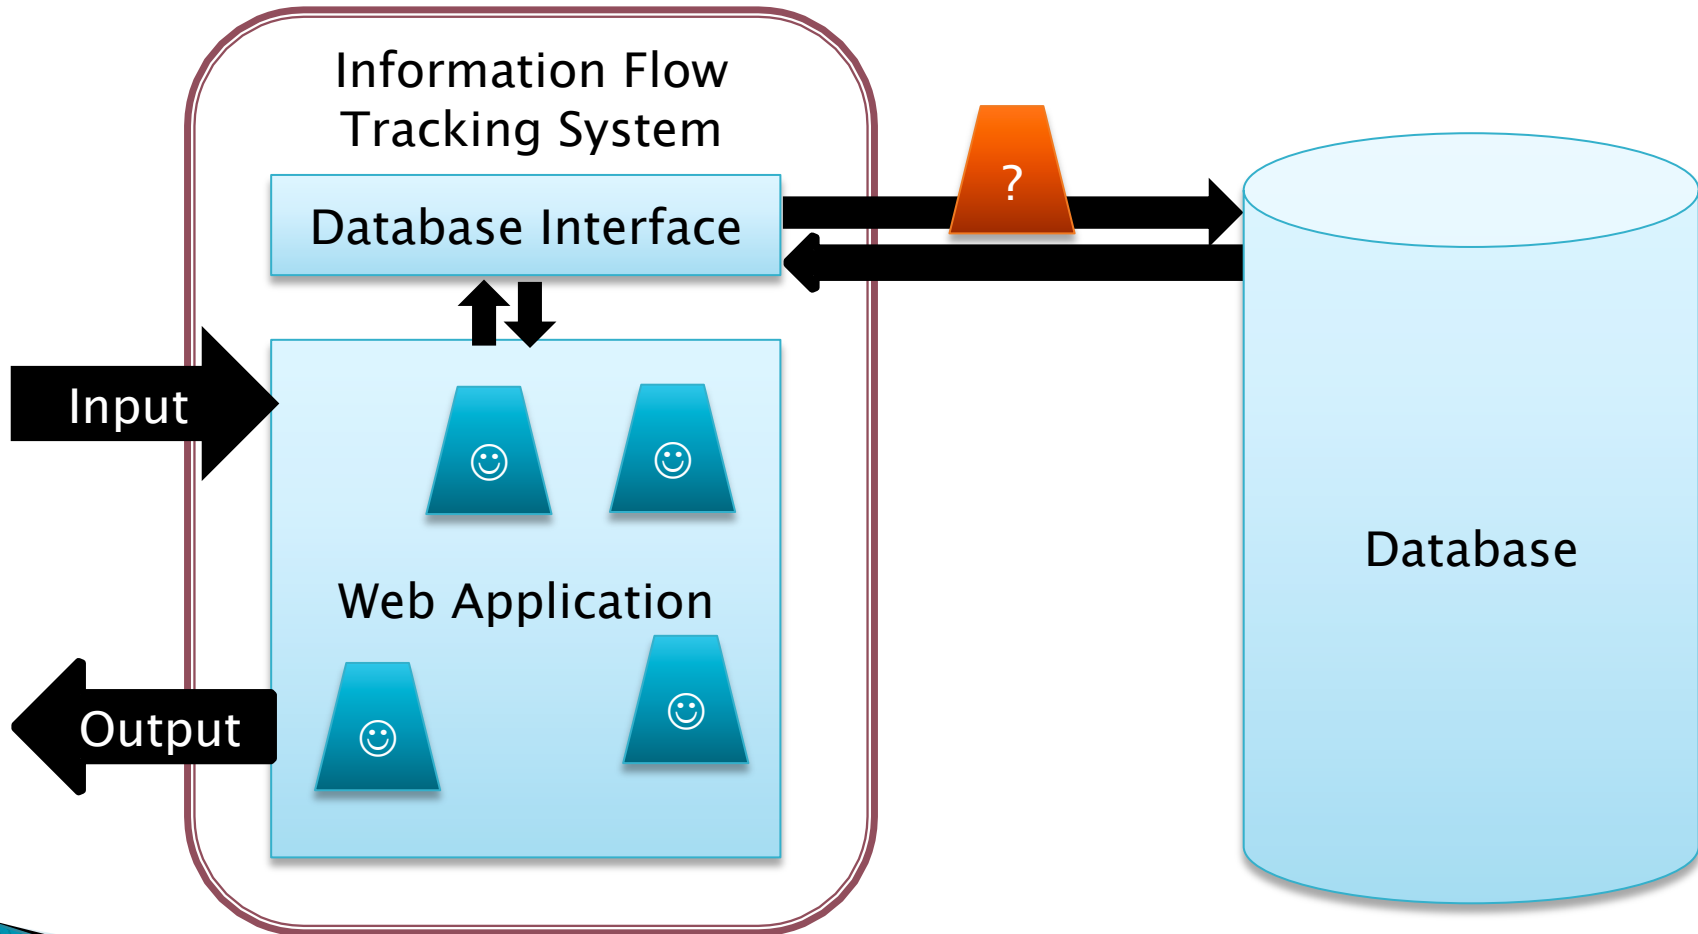 Information Flow
Tracking System
?
Database Interface
Input
☺
☺
Database
Web Application
☺
☺
Output